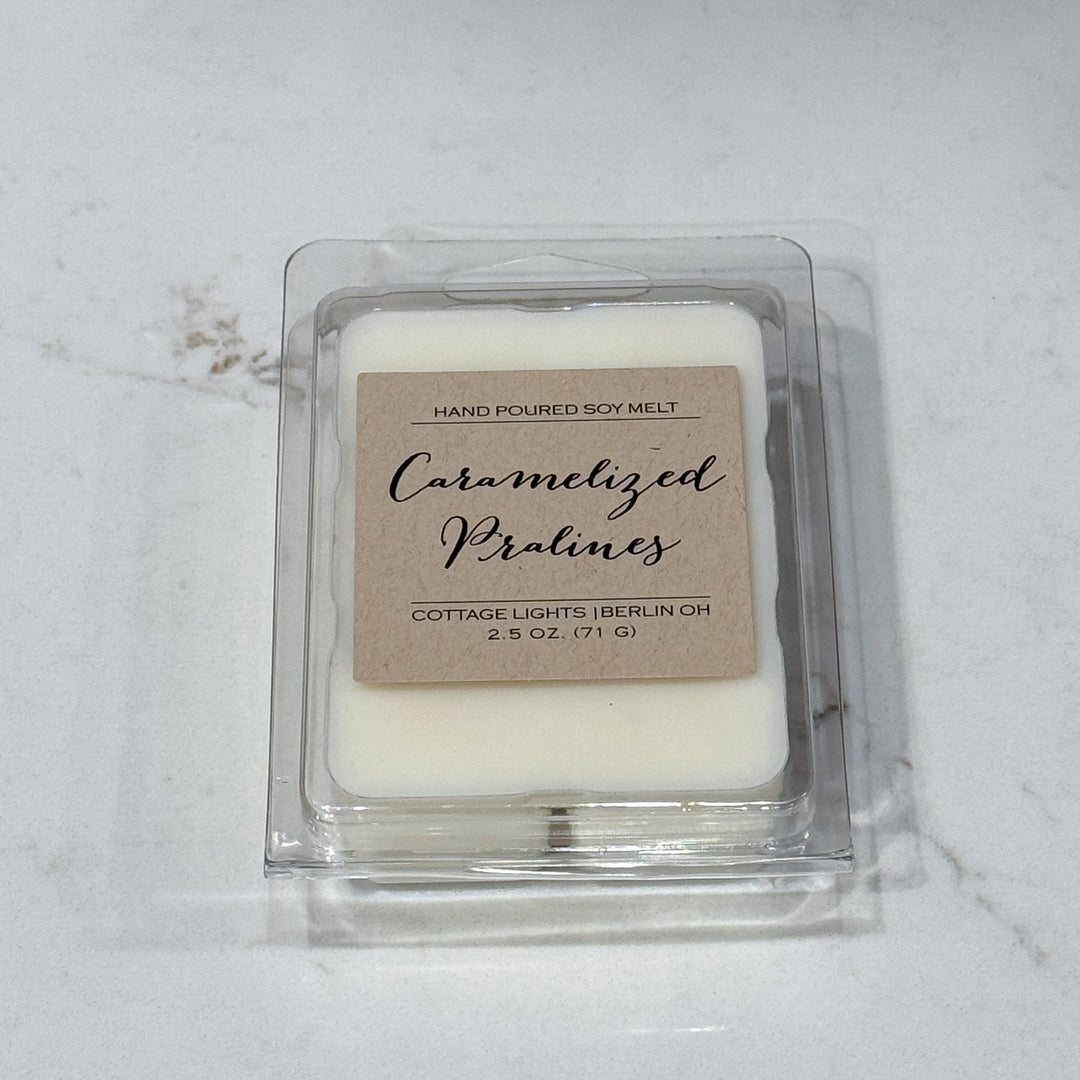 HAND POURED SOY MELT
Caramelized
Pralines
COTTAGE LIGHTS | BERLIN OH
2.5 OZ. (71 G)